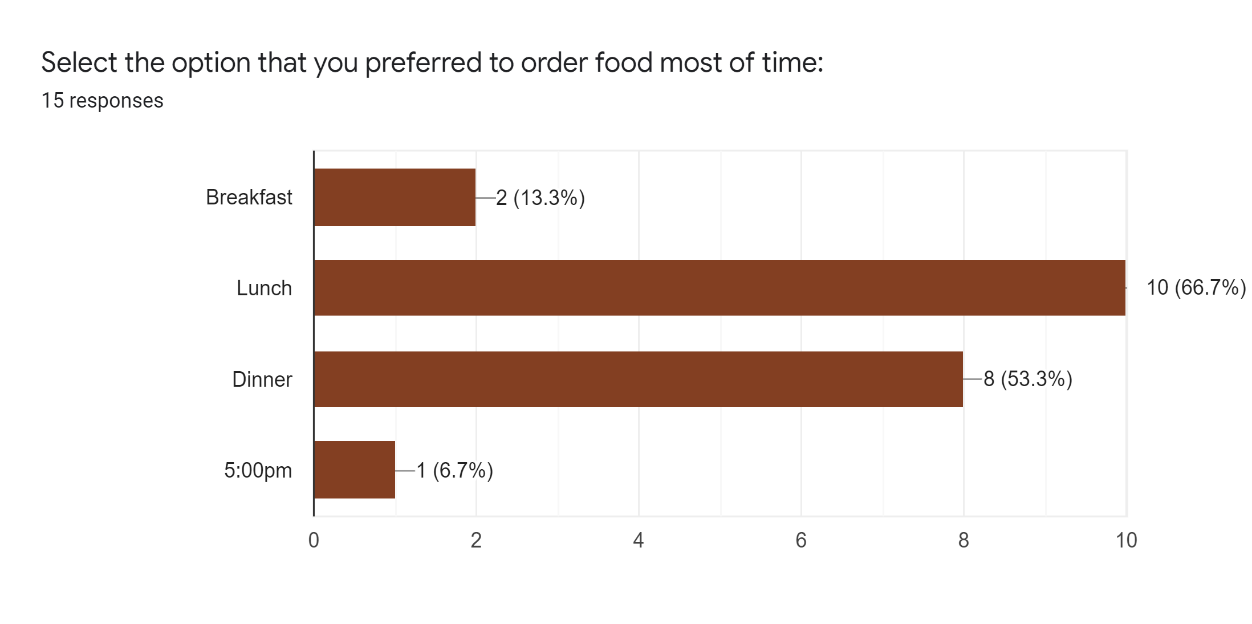 Select the option that you preferred to order food most of time:
15 responses
Breakfast
2 (13.3%)
Lunch
10 (66.7%)
Dinner
8 (53.3%)
5:00pm
1 (6.7%)
0 2 4 6 8 10